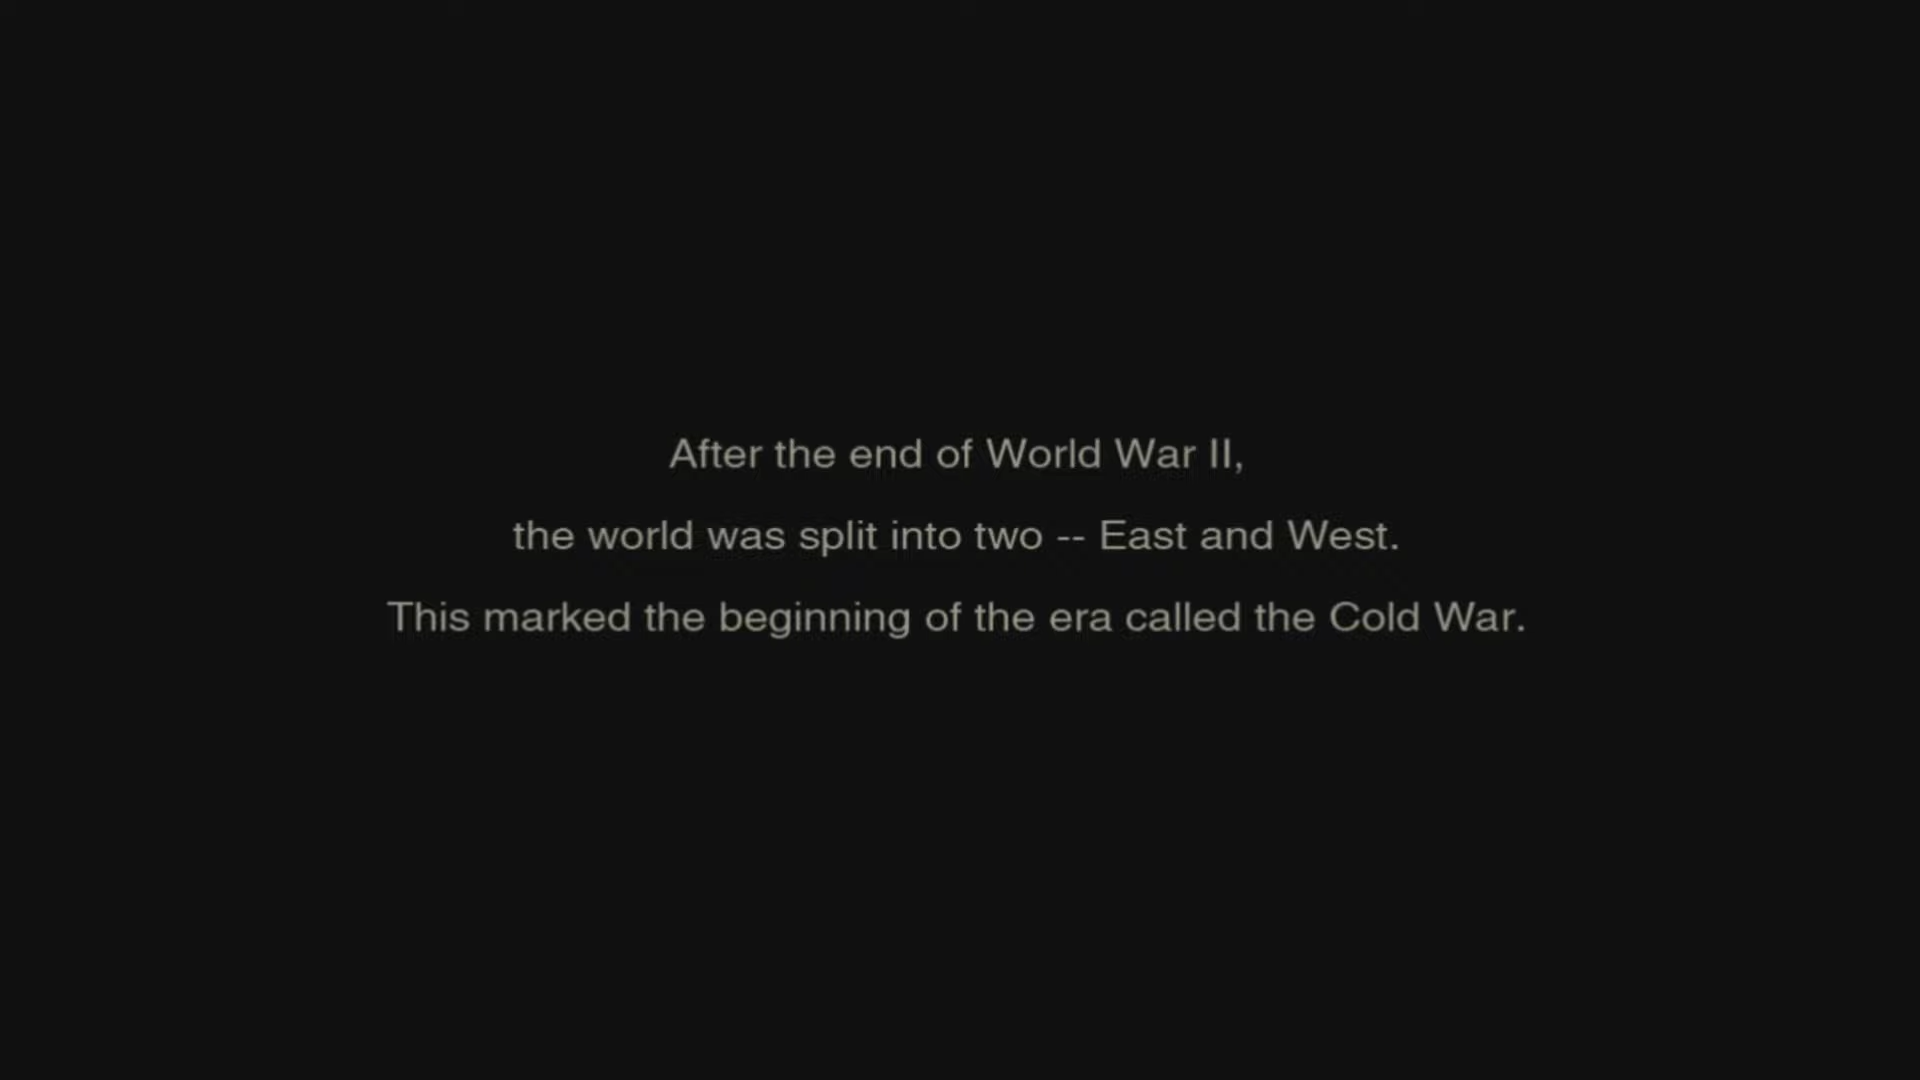 After the end of World War II,
the world was split into two -- East and West.
This marked the beginning of the era called the Cold War.